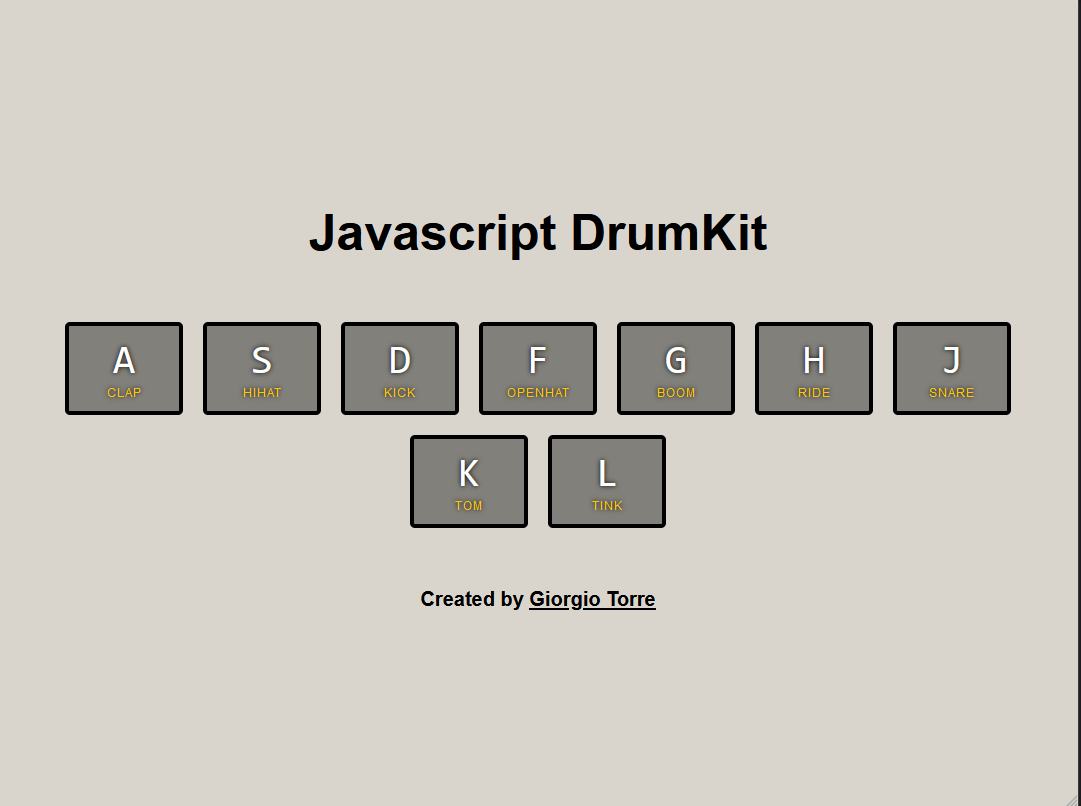 Javascript DrumKit
A S D F G H J
CLAP HIHAT KICK OPENHAT BOOM RIDE SNARE
K L
TOM TINK
Created by Giorgio Torre